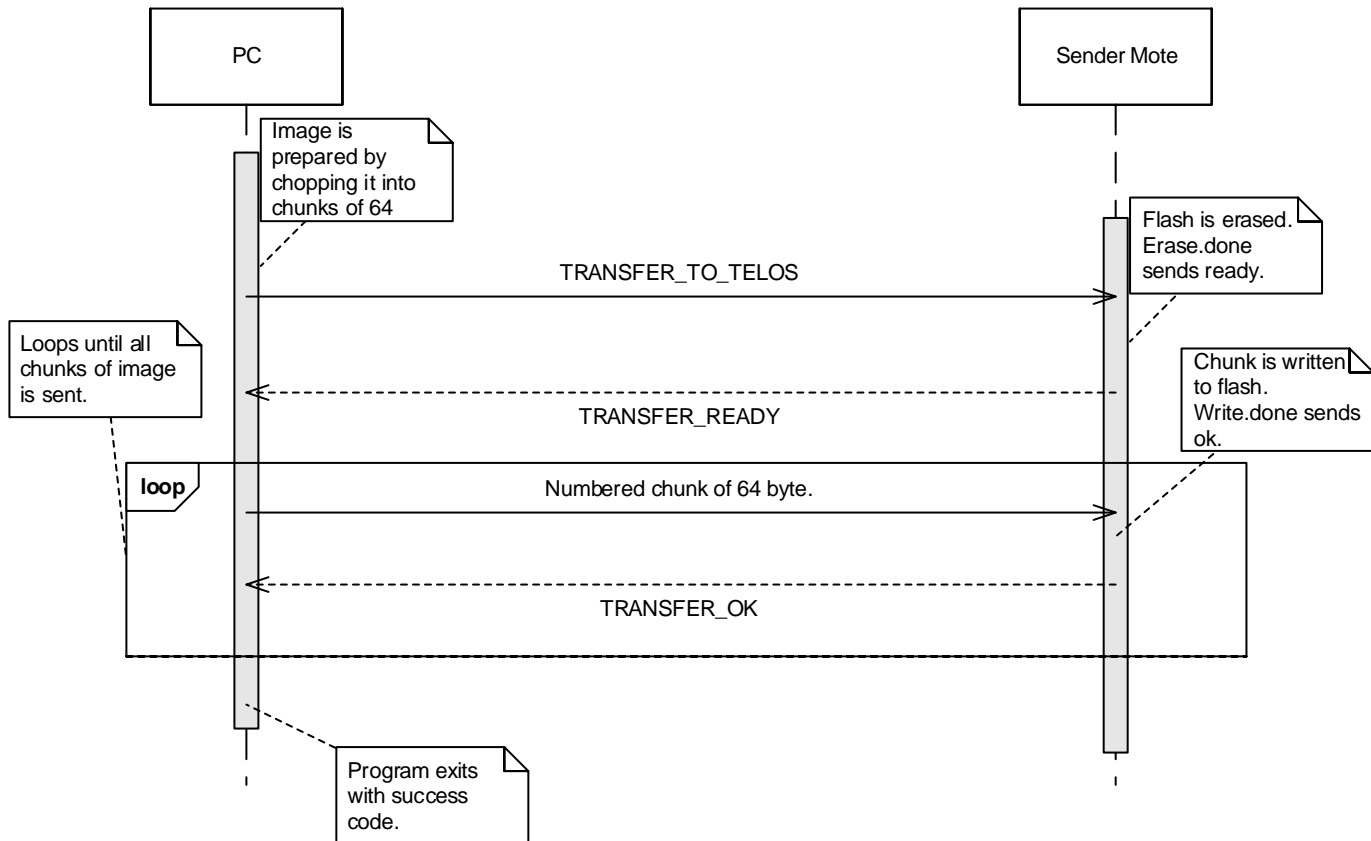 PC
Sender Mote
Image is
prepared by
chopping it into
chunks of 64
Flash is erased.
Erase.done
sends ready.
TRANSFER_TO_TELOS
Loops until all
chunks of image
is sent.
Chunk is written
to flash.
Write.done sends
ok.
TRANSFER_READY
loop
Numbered chunk of 64 byte.
TRANSFER_OK
Program exits
with success
code.